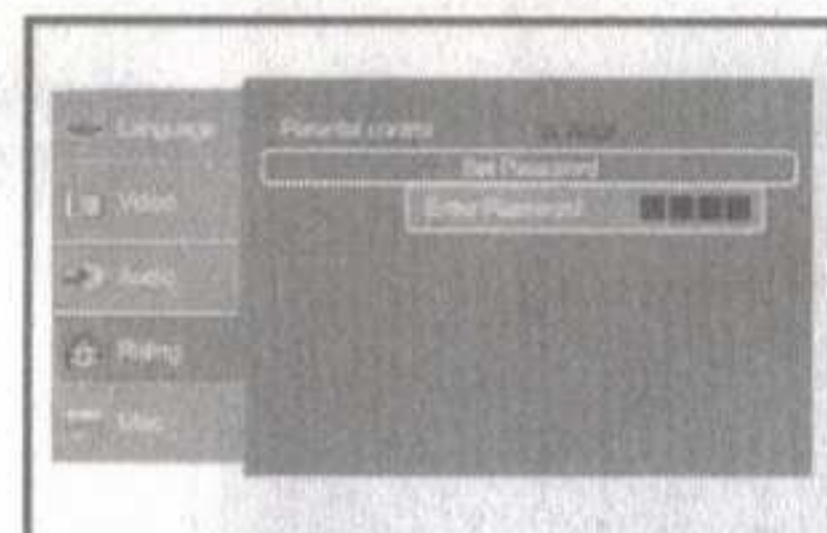 Language
Parental control
Set Password
Video
Enter Password
Audio
Rating
Misc